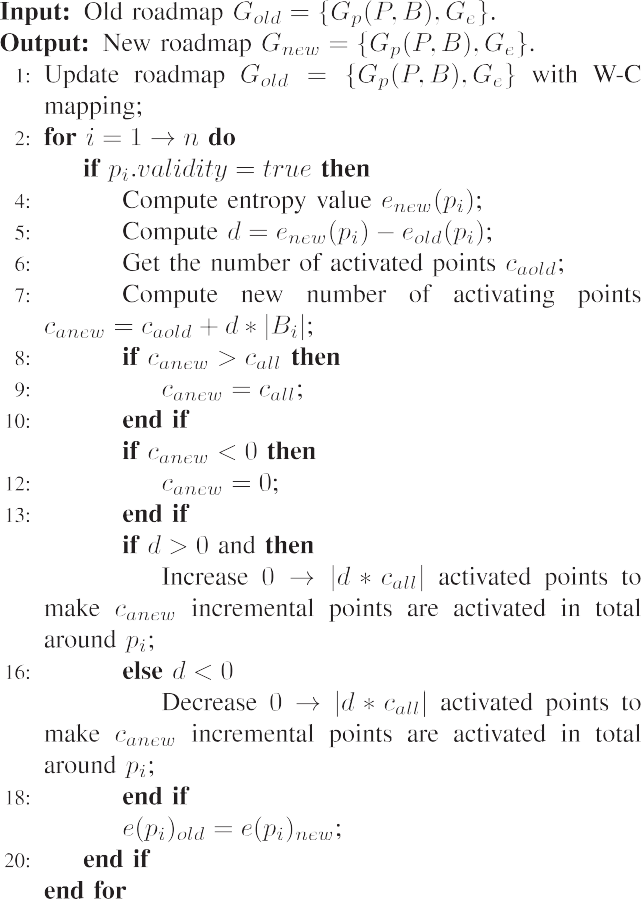 Input: Old roadmap $G_{old} = \{G_p(P, B), G_e\}$.
Output: New roadmap $G_{new} = \{G_p(P, B), G_e\}$.
1: Update roadmap $G_{old} = \{G_p(P, B), G_e\}$ with W-C
mapping;
2: for $i = 1 \to n$ do
if $p_i.validity = true$ then
4: Compute entropy value $e_{new}(p_i)$;
5: Compute $d = e_{new}(p_i) - e_{old}(p_i)$;
6: Get the number of activated points $c_{aold}$;
7: Compute new number of activating points
$c_{anew} = c_{aold} + d * |B_i|$;
8: if $c_{anew} > c_{all}$ then
9: $c_{anew} = c_{all}$;
10: end if
if $c_{anew} < 0$ then
12: $c_{anew} = 0$;
13: end if
if $d > 0$ and then
Increase $0 \to |d * c_{all}|$ activated points to
make $c_{anew}$ incremental points are activated in total
around $p_i$;
16: else $d < 0$
Decrease $0 \to |d * c_{all}|$ activated points to
make $c_{anew}$ incremental points are activated in total
around $p_i$;
18: end if
$e(p_i)_{old} = e(p_i)_{new}$;
20: end if
end for